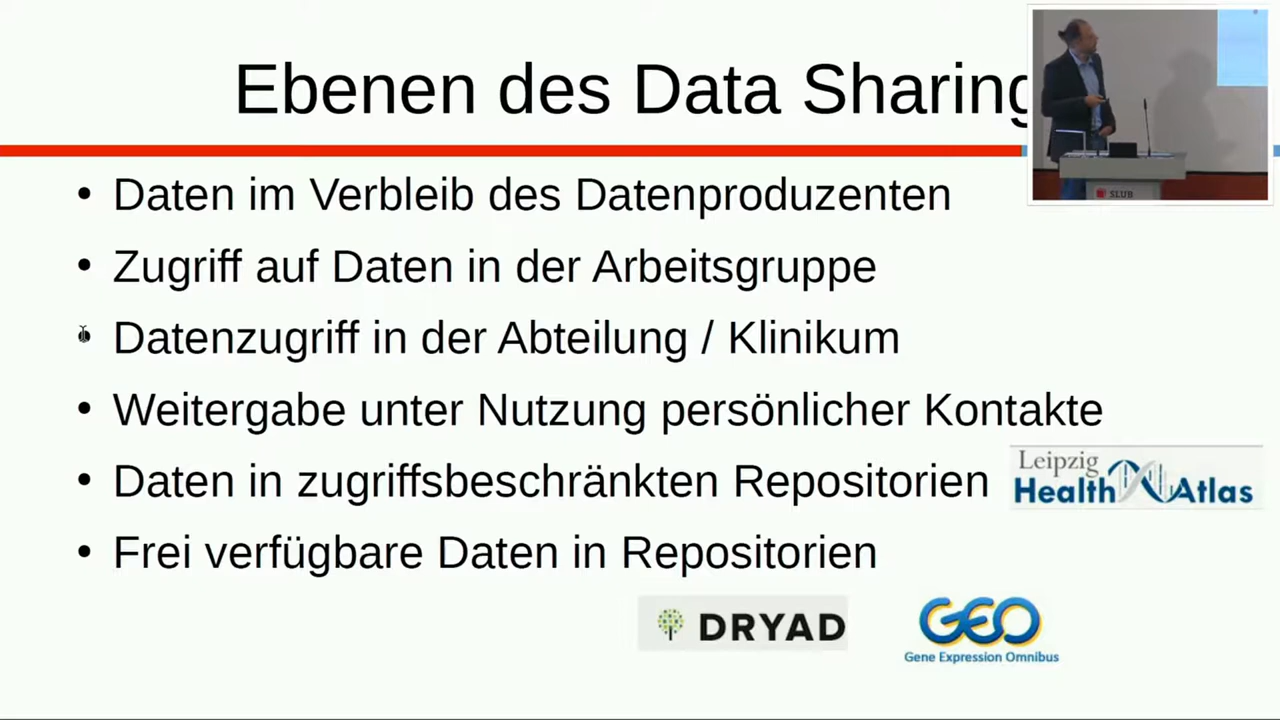 Ebenen des Data Sharing
Daten im Verbleib des Datenproduzenten
Zugriff auf Daten in der Arbeitsgruppe
Datenzugriff in der Abteilung / Klinikum
Weitergabe unter Nutzung persönlicher Kontakte
Daten in zugriffsbeschränkten Repositorien
Leipzig
Health Atlas
Frei verfügbare Daten in Repositorien
DRYAD
GEO
Gene Expression Omnibus
SLUB